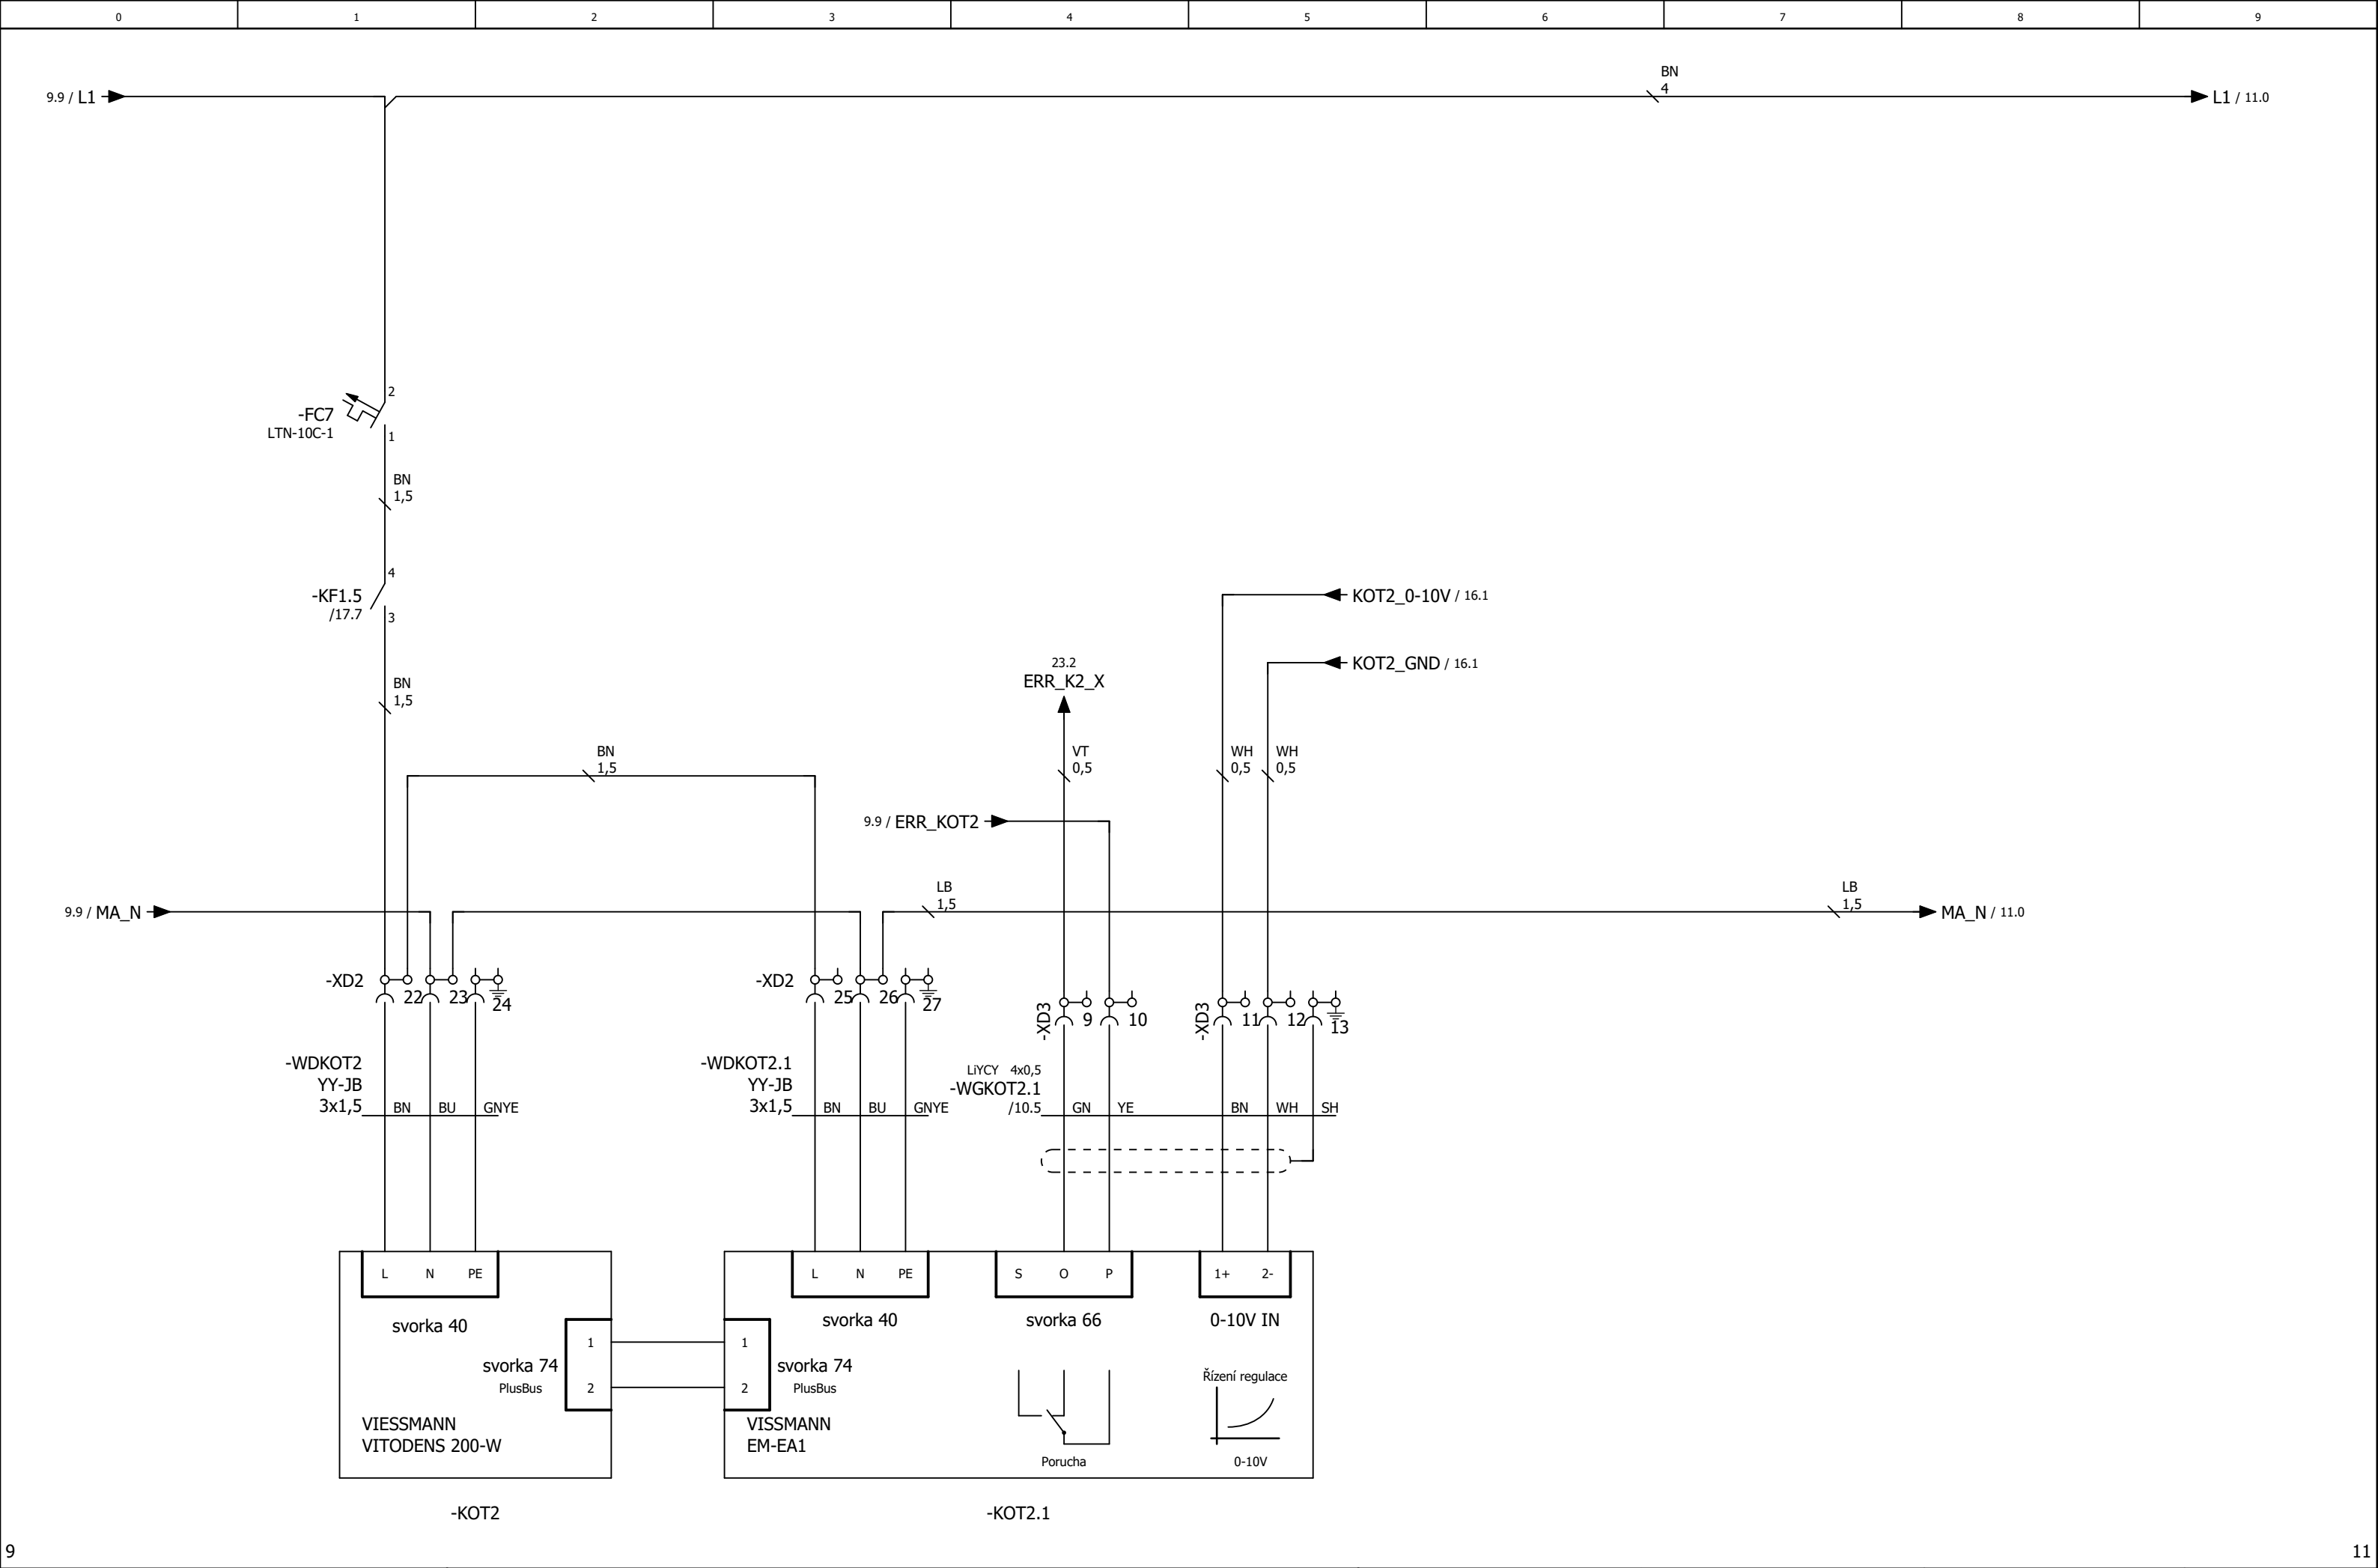 0 1 2 3 4 5 6 7 8 9
9.9 / L1
BN
4
L1 / 11.0
2
-FC7
LTN-10C-1
1
BN
1,5
4
-KF1.5
/17.7
3
BN
1,5
KOT2_0-10V / 16.1
KOT2_GND / 16.1
23.2
ERR_K2_X
BN
1,5
VT
0,5
WH
0,5
WH
0,5
9.9 / ERR_KOT2
9.9 / MA_N
LB
1,5
LB
1,5
MA_N / 11.0
-XD2
22 23 24
-XD2
25 26 27
-XD3
9 10
-XD3
11 12 13
-WDKOT2
YY-JB
3x1,5
BN BU GNYE
-WDKOT2.1
YY-JB
3x1,5
BN BU GNYE
LiYCY 4x0,5
-WGKOT2.1
/10.5
GN YE BN WH SH
L N PE
svorka 40
svorka 74
PlusBus
1
2
VIESSMANN
VITODENS 200-W
-KOT2
L N PE
svorka 40
1
2
svorka 74
PlusBus
VISSMANN
EM-EA1
S O P
svorka 66
Porucha
1+ 2-
0-10V IN
Řízení regulace
0-10V
-KOT2.1
9
11